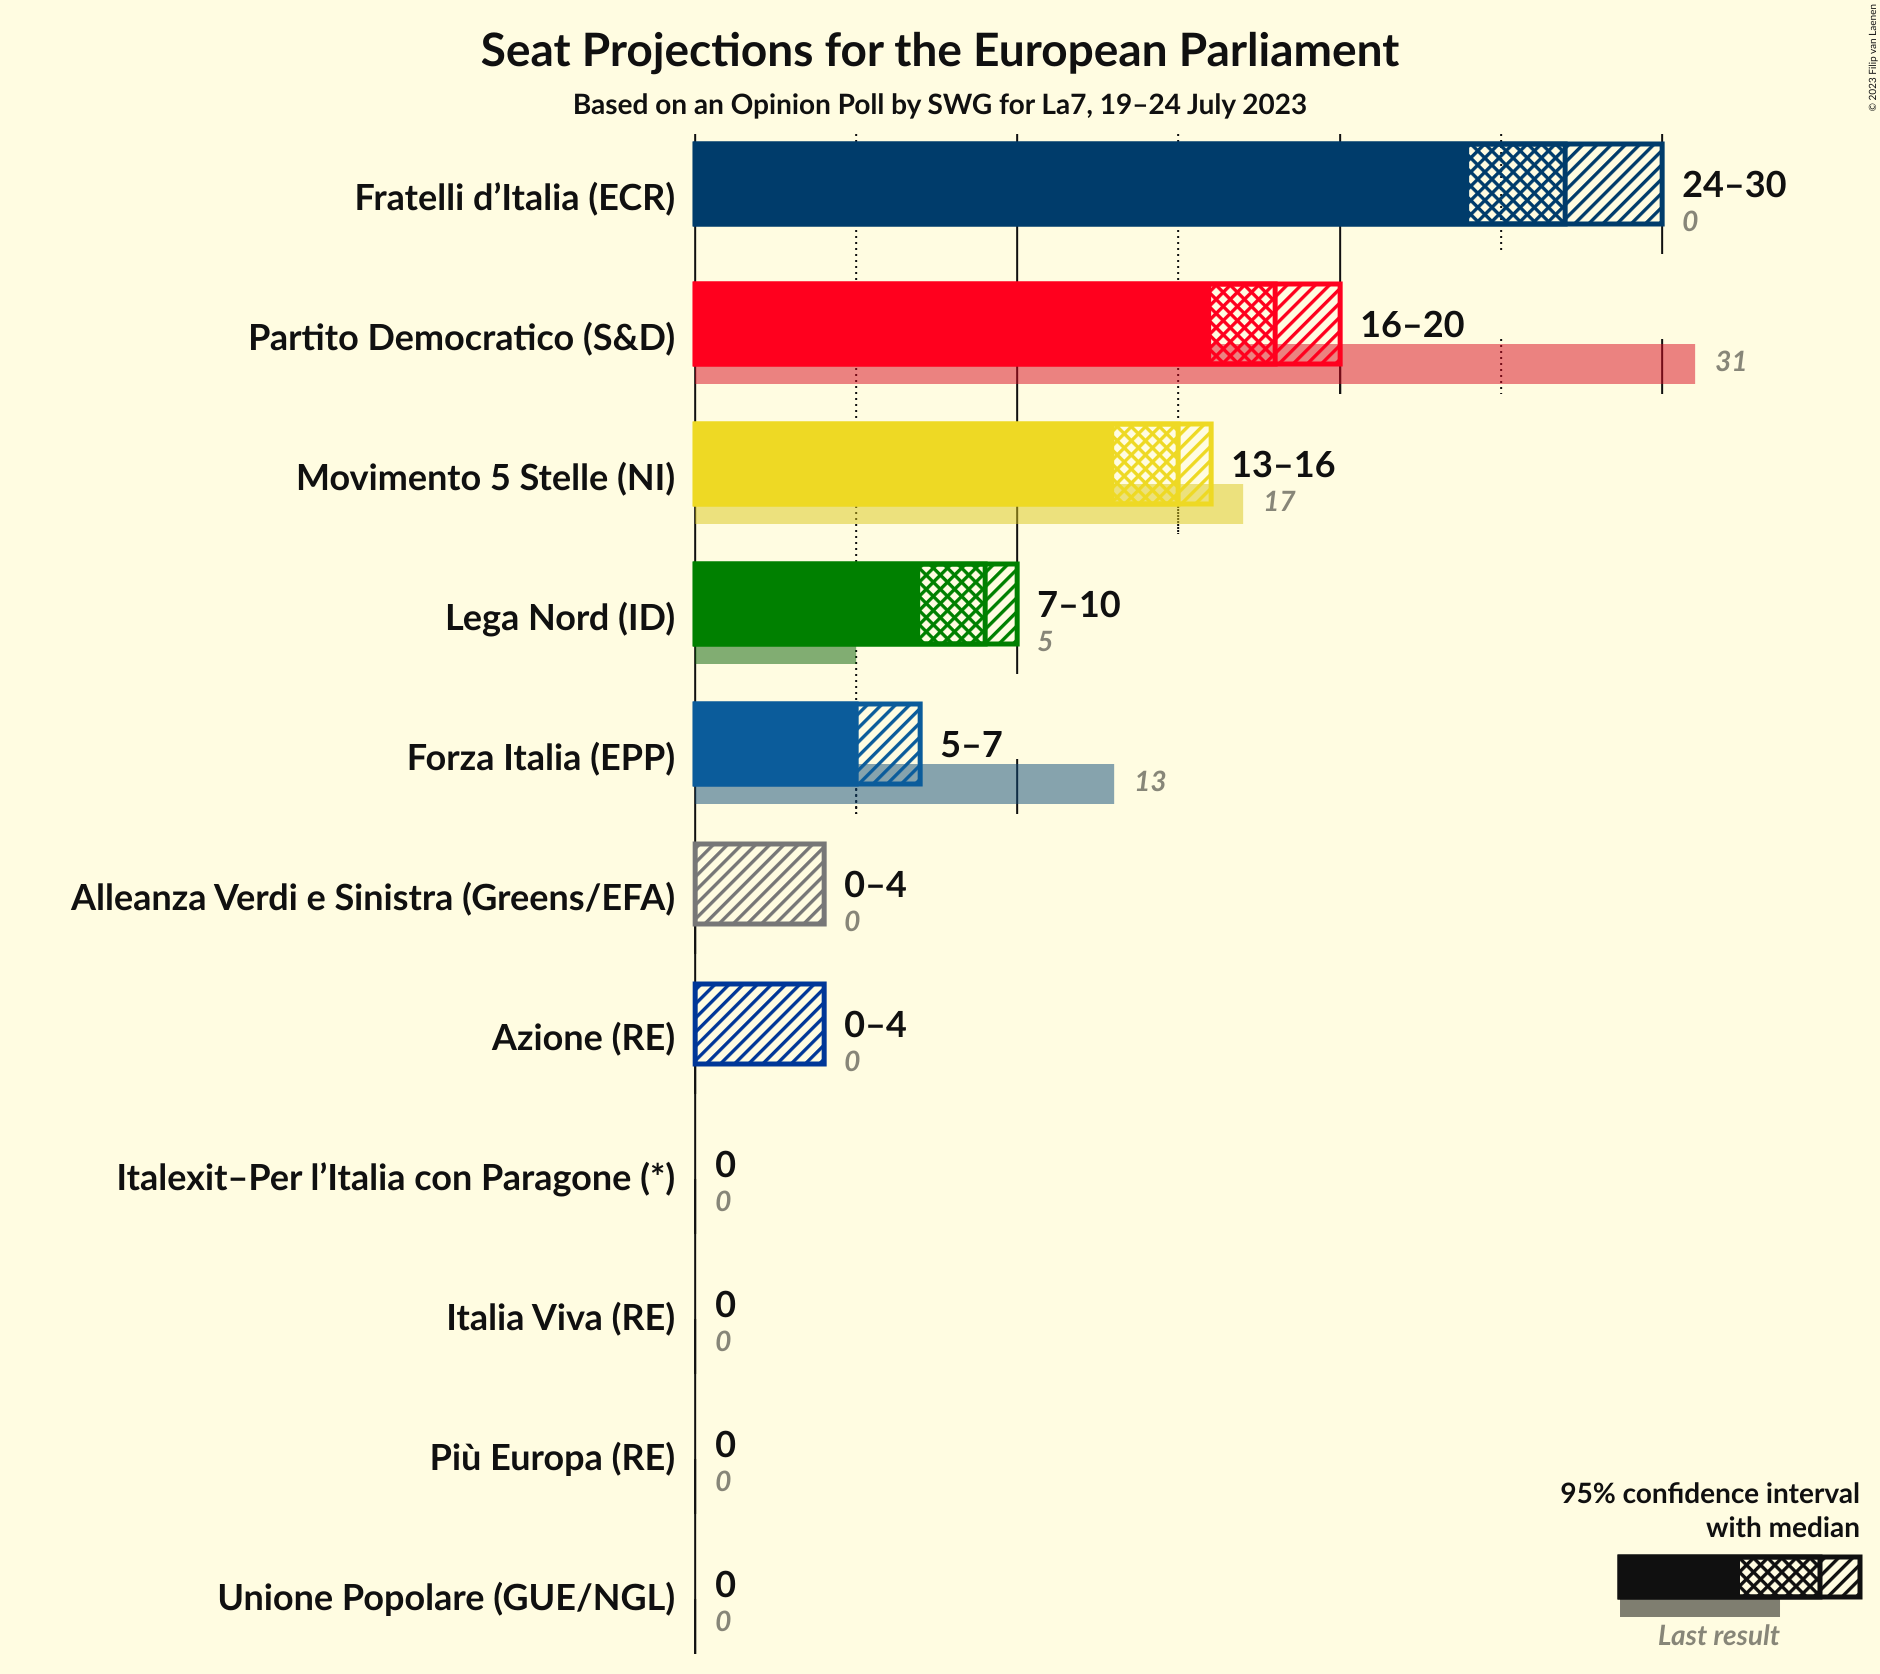 Seat Projections for the European Parliament
Based on an Opinion Poll by SWG for La7, 19–24 July 2023
© 2023 Filip van Laenen
Fratelli d’Italia (ECR)
24–30
0
Partito Democratico (S&D)
16–20
31
Movimento 5 Stelle (NI)
13–16
17
Lega Nord (ID)
7–10
5
Forza Italia (EPP)
5–7
13
Alleanza Verdi e Sinistra (Greens/EFA)
0–4
0
Azione (RE)
0–4
0
Italexit–Per l’Italia con Paragone (*)
0
0
Italia Viva (RE)
0
0
Più Europa (RE)
0
0
Unione Popolare (GUE/NGL)
0
0
95% confidence interval
with median
Last result